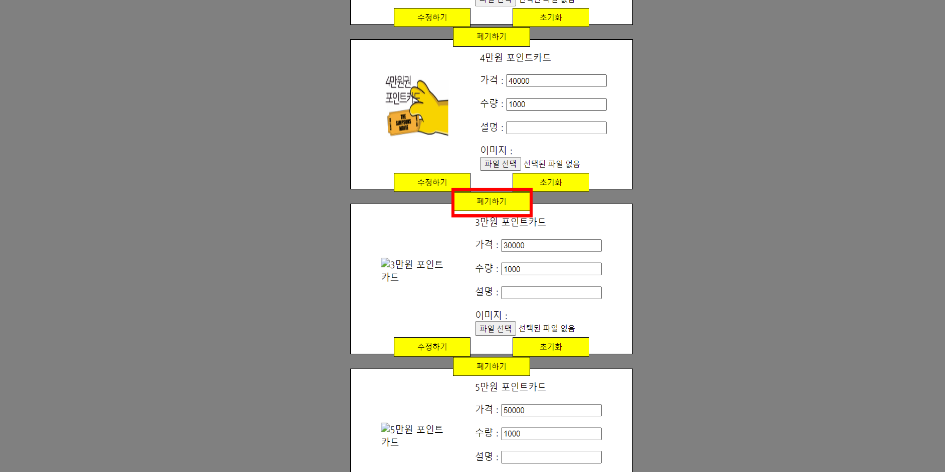 수정하기 초기화
폐기하기
4만원 포인트카드
4만원권
포인트카드
가격 : 40000
수량 : 1000
설명 :
이미지 :
파일 선택 선택된 파일 없음
수정하기 초기화
폐기하기
3만원 포인트카드
가격 : 30000
3만원 포인트
카드
수량 : 1000
설명 :
이미지 :
파일 선택 선택된 파일 없음
수정하기 초기화
폐기하기
5만원 포인트카드
가격 : 50000
5만원 포인트
카드
수량 : 1000
설명 :